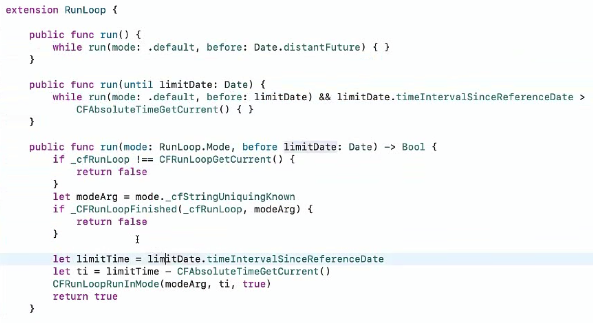 extension RunLoop {
public func run() {
while run(mode: .default, before: Date.distantFuture) { }
}
public func run(until limitDate: Date) {
while run(mode: .default, before: limitDate) && limitDate.timeIntervalSinceReferenceDate >
CFAbsoluteTimeGetCurrent() { }
}
public func run(mode: RunLoop.Mode, before limitDate: Date) -> Bool {
if _cfRunLoop !== CFRunLoopGetCurrent() {
return false
}
let modeArg = mode._cfStringUniquingKnown
if _CFRunLoopFinished(_cfRunLoop, modeArg) {
return false
}
let limitTime = limitDate.timeIntervalSinceReferenceDate
let ti = limitTime - CFAbsoluteTimeGetCurrent()
CFRunLoopRunInMode(modeArg, ti, true)
return true
}